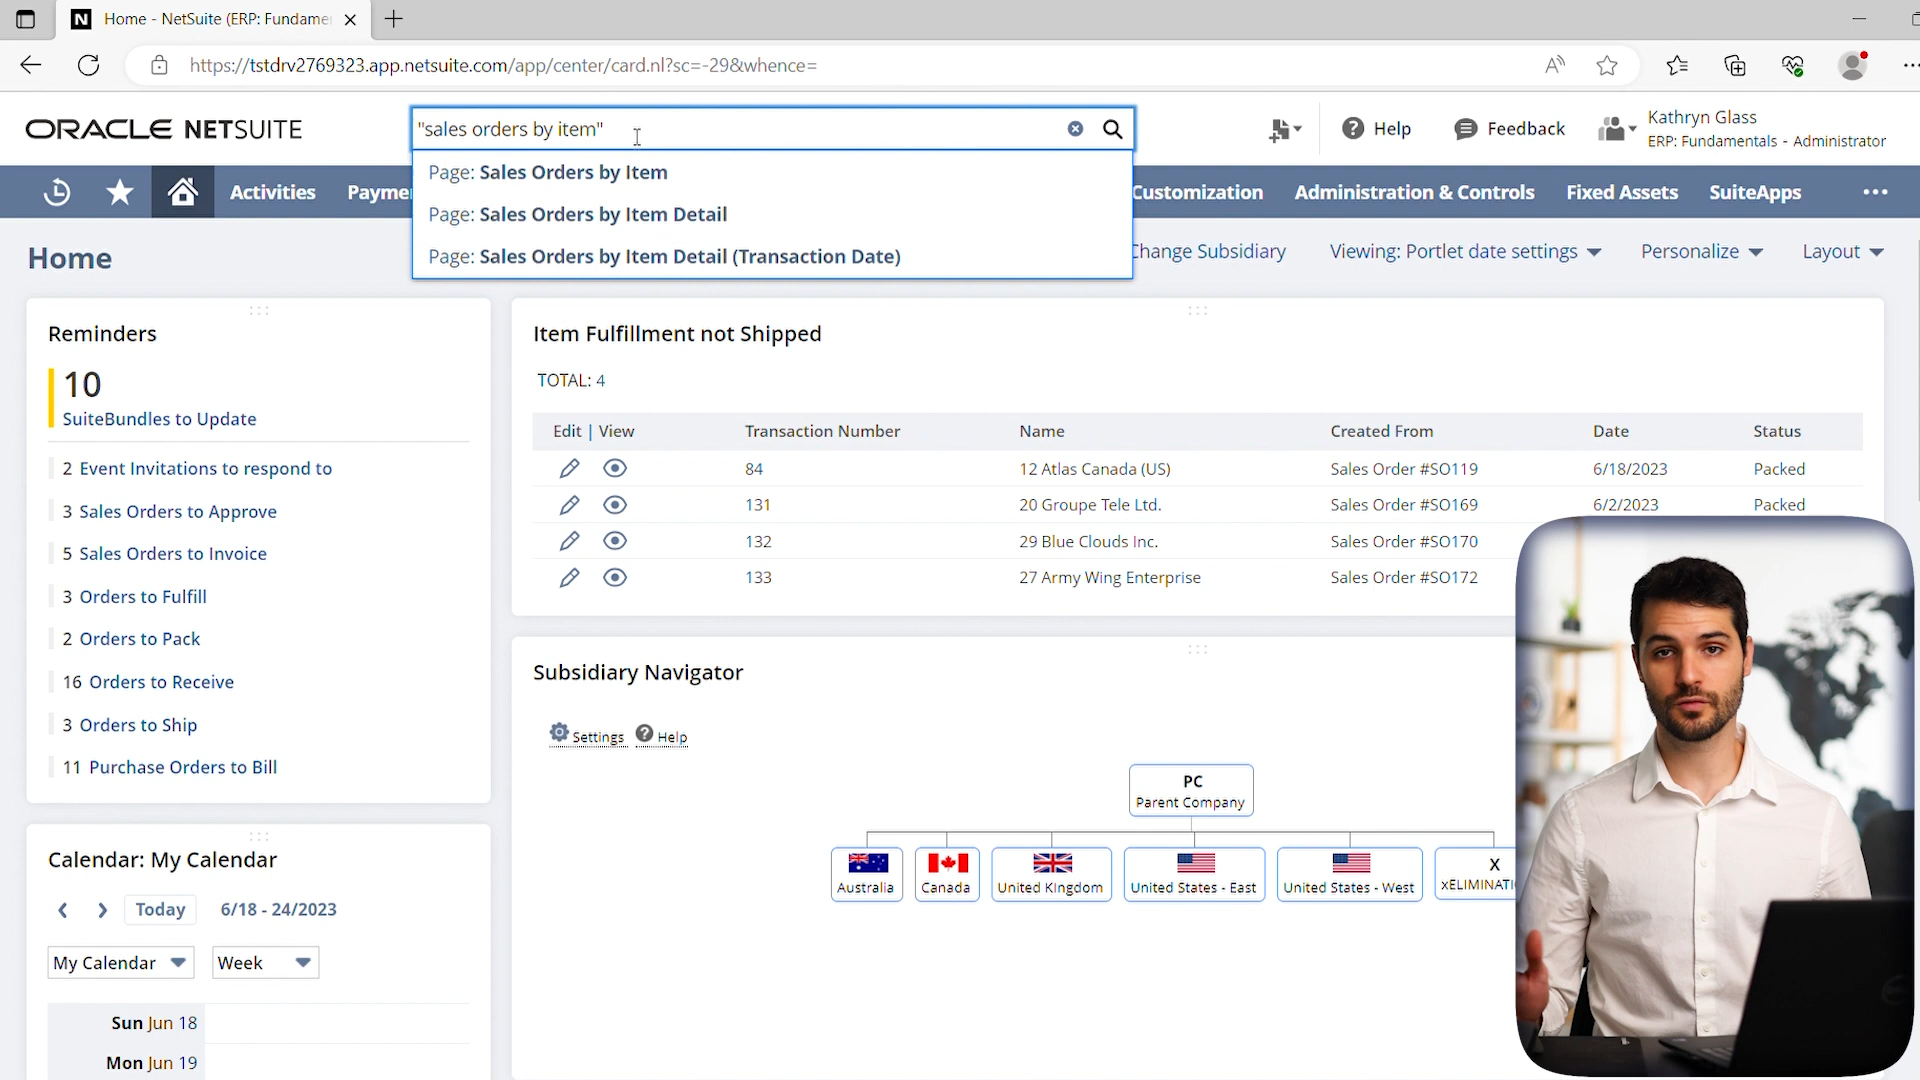 Home - NetSuite (ERP: Fundame
https://tstdrv2769323.app.netsuite.com/app/center/card.nl?sc=-29&whence=
ORACLE NETSUITE
"sales orders by item"
Help
Feedback
Kathryn Glass
ERP: Fundamentals - Administrator
Page: Sales Orders by Item
Page: Sales Orders by Item Detail
Page: Sales Orders by Item Detail (Transaction Date)
Activities
Payme
Customization
Administration & Controls
Fixed Assets
SuiteApps
Home
Change Subsidiary
Viewing: Portlet date settings
Personalize
Layout
Reminders
10
SuiteBundles to Update
2 Event Invitations to respond to
3 Sales Orders to Approve
5 Sales Orders to Invoice
3 Orders to Fulfill
2 Orders to Pack
16 Orders to Receive
3 Orders to Ship
11 Purchase Orders to Bill
Item Fulfillment not Shipped
TOTAL: 4
Edit | View Transaction Number Name Created From Date Status
84 12 Atlas Canada (US) Sales Order #SO119 6/18/2023 Packed
131 20 Groupe Tele Ltd. Sales Order #SO169 6/2/2023 Packed
132 29 Blue Clouds Inc. Sales Order #SO170
133 27 Army Wing Enterprise Sales Order #SO172
Subsidiary Navigator
Settings
Help
PC
Parent Company
Australia
Canada
United KIngdom
United States - East
United States - West
X
xELIMINATI
Calendar: My Calendar
Today
6/18 - 24/2023
My Calendar
Week
Sun Jun 18
Mon Jun 19